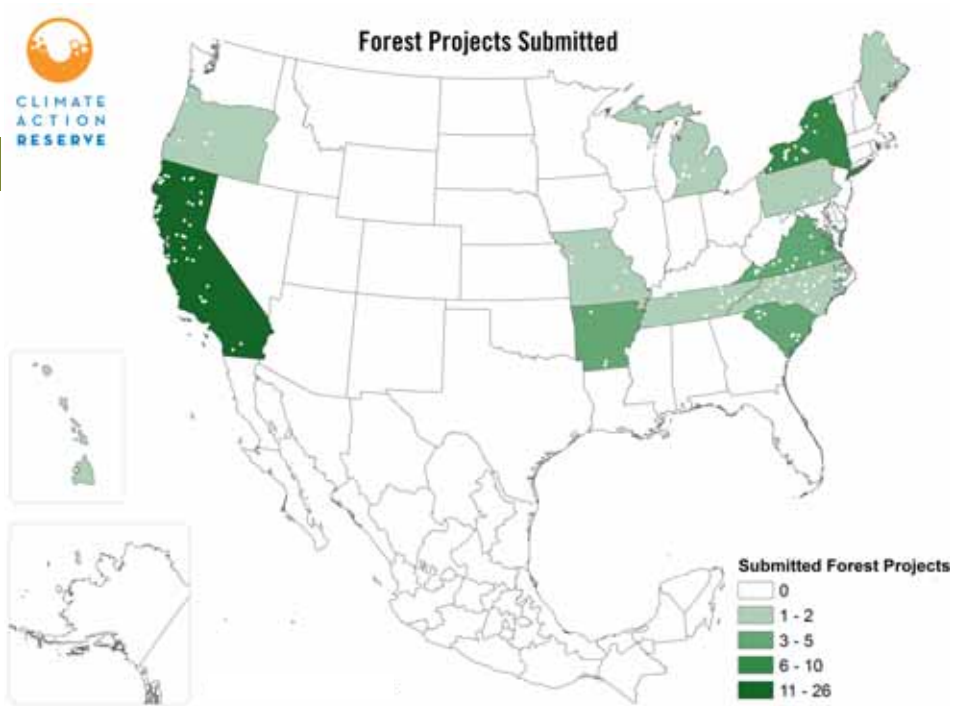 Forest Projects Submitted
CLIMATE
ACTION
RESERVE
Submitted Forest Projects
0
1 - 2
3 - 5
6 - 10
11 - 26